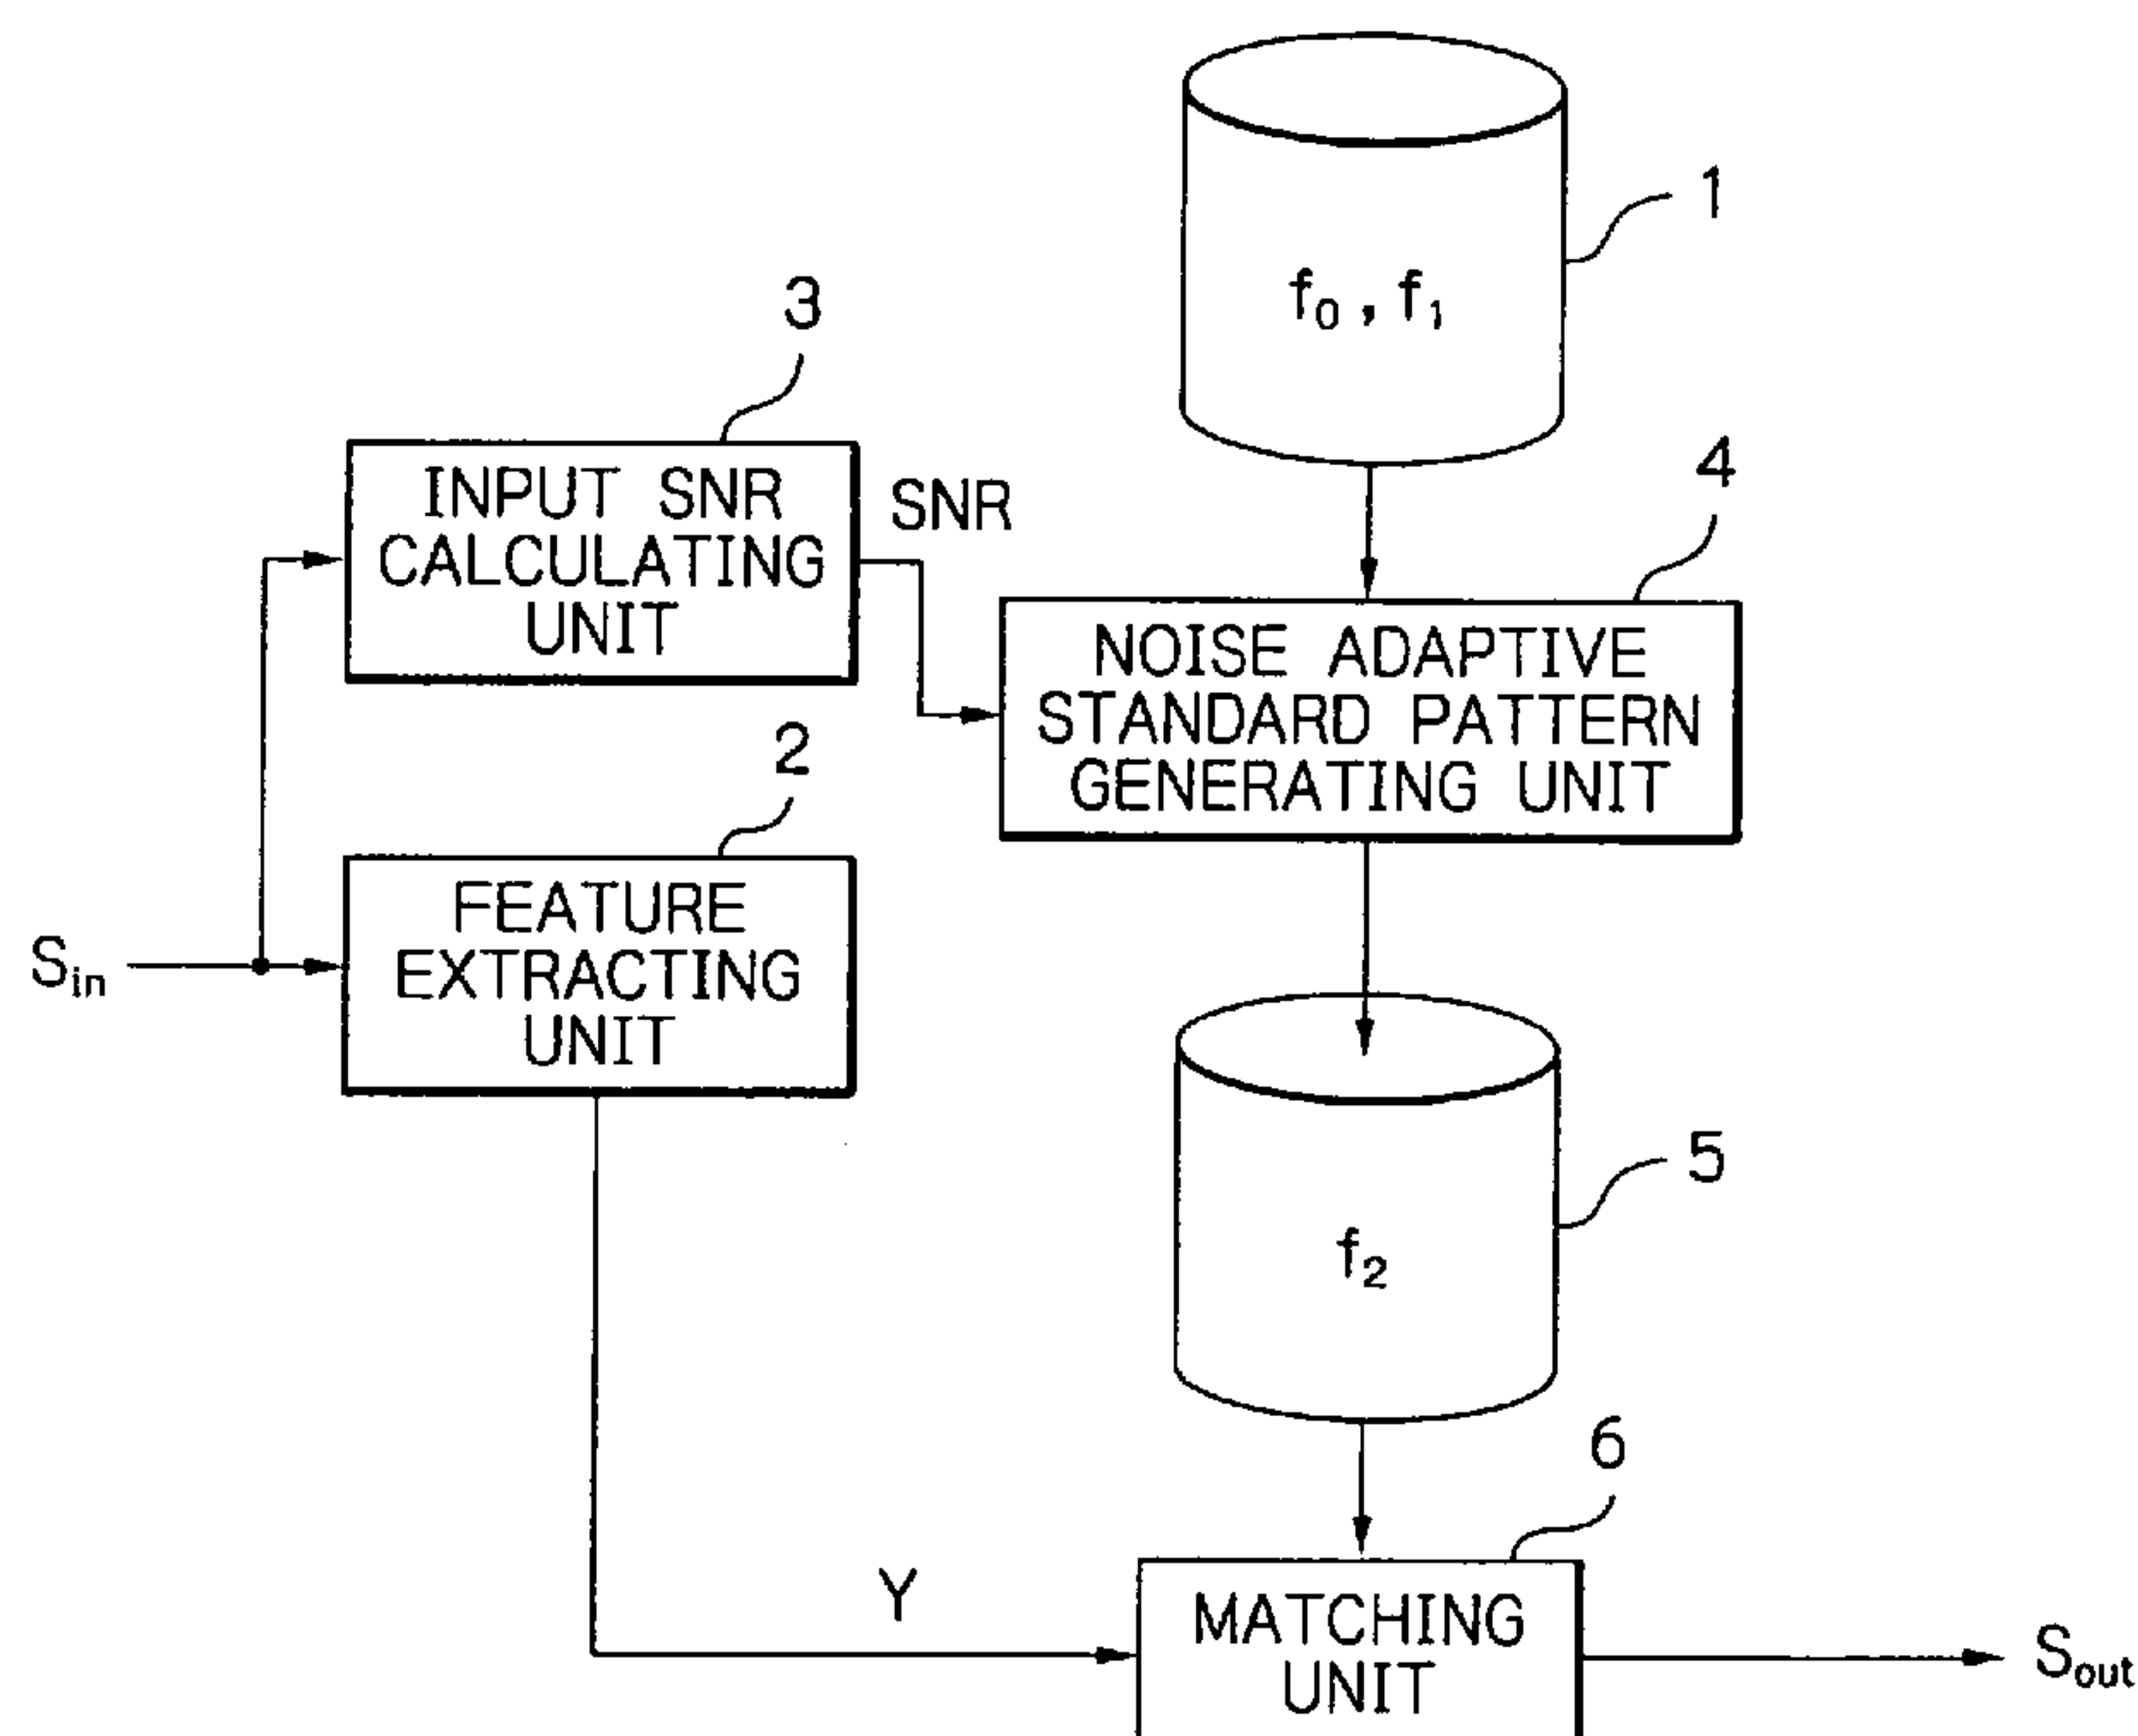 1
f0 , f1
3
INPUT SNR
CALCULATING
UNIT
SNR
4
NOISE ADAPTIVE
STANDARD PATTERN
GENERATING UNIT
2
FEATURE
EXTRACTING
UNIT
Sin
5
f2
6
Y
MATCHING
UNIT
Sout